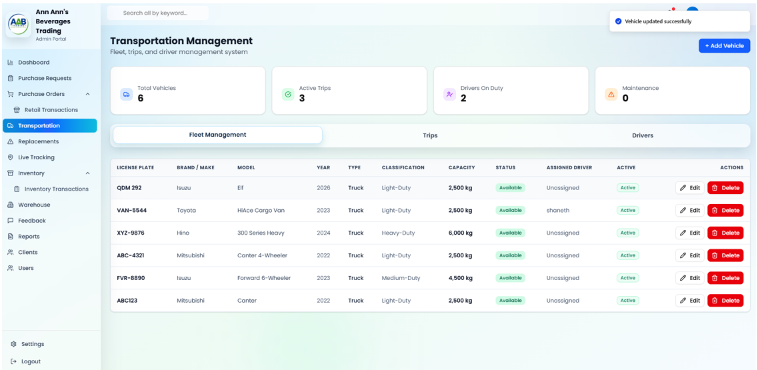 Ann Ann's
Beverages
Trading
Admin Portal
AAB
Search all by keyword...
Vehicle updated successfully
Transportation Management
Fleet, trips, and driver management system
+ Add Vehicle
Dashboard
Purchase Requests
Purchase Orders
Retail Transactions
Transportation
Replacements
Live Tracking
Inventory
Inventory Transactions
Warehouse
Feedback
Reports
Clients
Users
Settings
Logout
Total Vehicles
6
Active Trips
3
Drivers On Duty
2
Maintenance
0
Fleet Management Trips Drivers
LICENSE PLATE BRAND / MAKE MODEL YEAR TYPE CLASSIFICATION CAPACITY STATUS ASSIGNED DRIVER ACTIVE ACTIONS
QDM 292 Isuzu Elf 2026 Truck Light-Duty 2,500 kg Available Unassigned Active Edit Delete
VAN-5544 Toyota HiAce Cargo Van 2023 Truck Light-Duty 2,500 kg Available shaneth Active Edit Delete
XYZ-9876 Hino 300 Series Heavy 2024 Truck Heavy-Duty 6,000 kg Available Unassigned Active Edit Delete
ABC-4321 Mitsubishi Canter 4-Wheeler 2022 Truck Light-Duty 2,500 kg Available Unassigned Active Edit Delete
FVR-8890 Isuzu Forward 6-Wheeler 2023 Truck Medium-Duty 4,500 kg Available Unassigned Active Edit Delete
ABC123 Mitsubishi Canter 2022 Truck Light-Duty 2,500 kg Available Unassigned Active Edit Delete